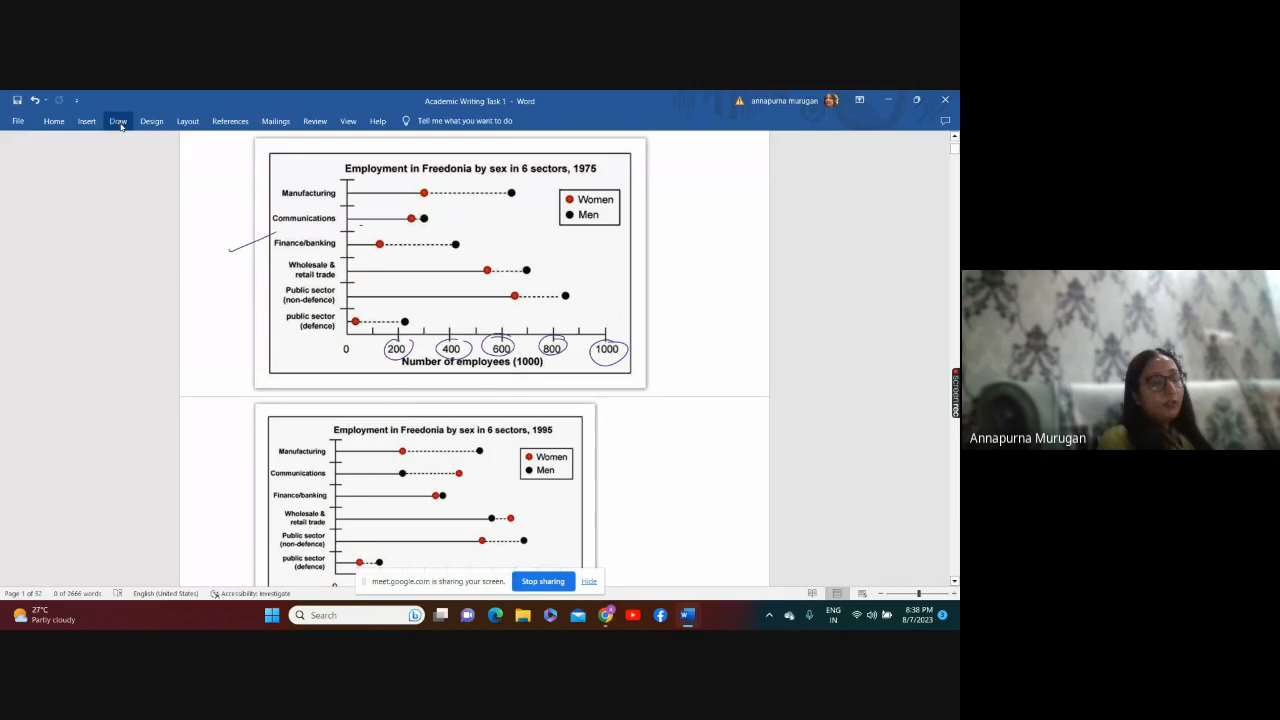 Academic Writing Task 1 - Word
annapurna murugan
File Home Insert Draw Design Layout References Mailings Review View Help Tell me what you want to do
Employment in Freedonia by sex in 6 sectors, 1975
Manufacturing
Communications
Finance/banking
Wholesale &
retail trade
Public sector
(non-defence)
public sector
(defence)
Women
Men
0 200 400 600 800 1000
Number of employees (1000)
Employment in Freedonia by sex in 6 sectors, 1995
Manufacturing
Communications
Finance/banking
Wholesale &
retail trade
Public sector
(non-defence)
public sector
(defence)
Women
Men
meet.google.com is sharing your screen. Stop sharing Hide
Page 1 of 52 0 of 2666 words English (United States) Accessibility: Investigate
27°C
Partly cloudy
Search
ENG
IN
8:38 PM
8/7/2023
3
screenrec
Annapurna Murugan